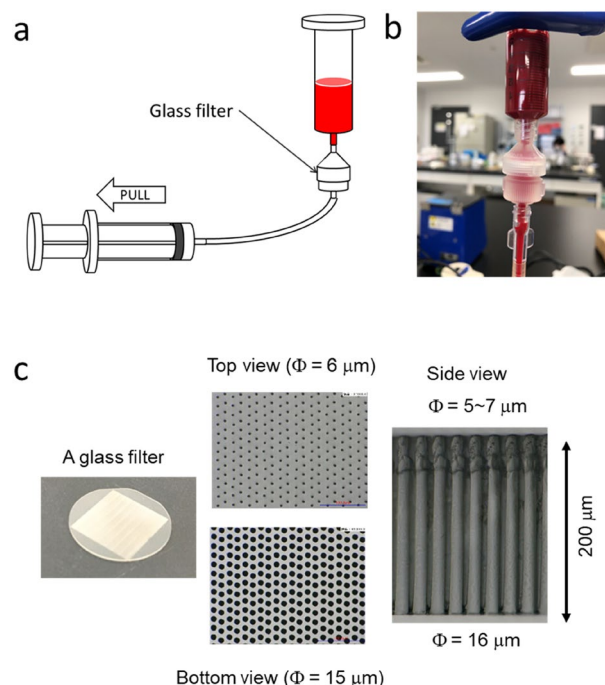 a
b
Glass filter
PULL
c
Top view (Φ = 6 μm)
Side view
Φ = 5~7 μm
A glass filter
200 μm
Φ = 16 μm
Bottom view (Φ = 15 μm)